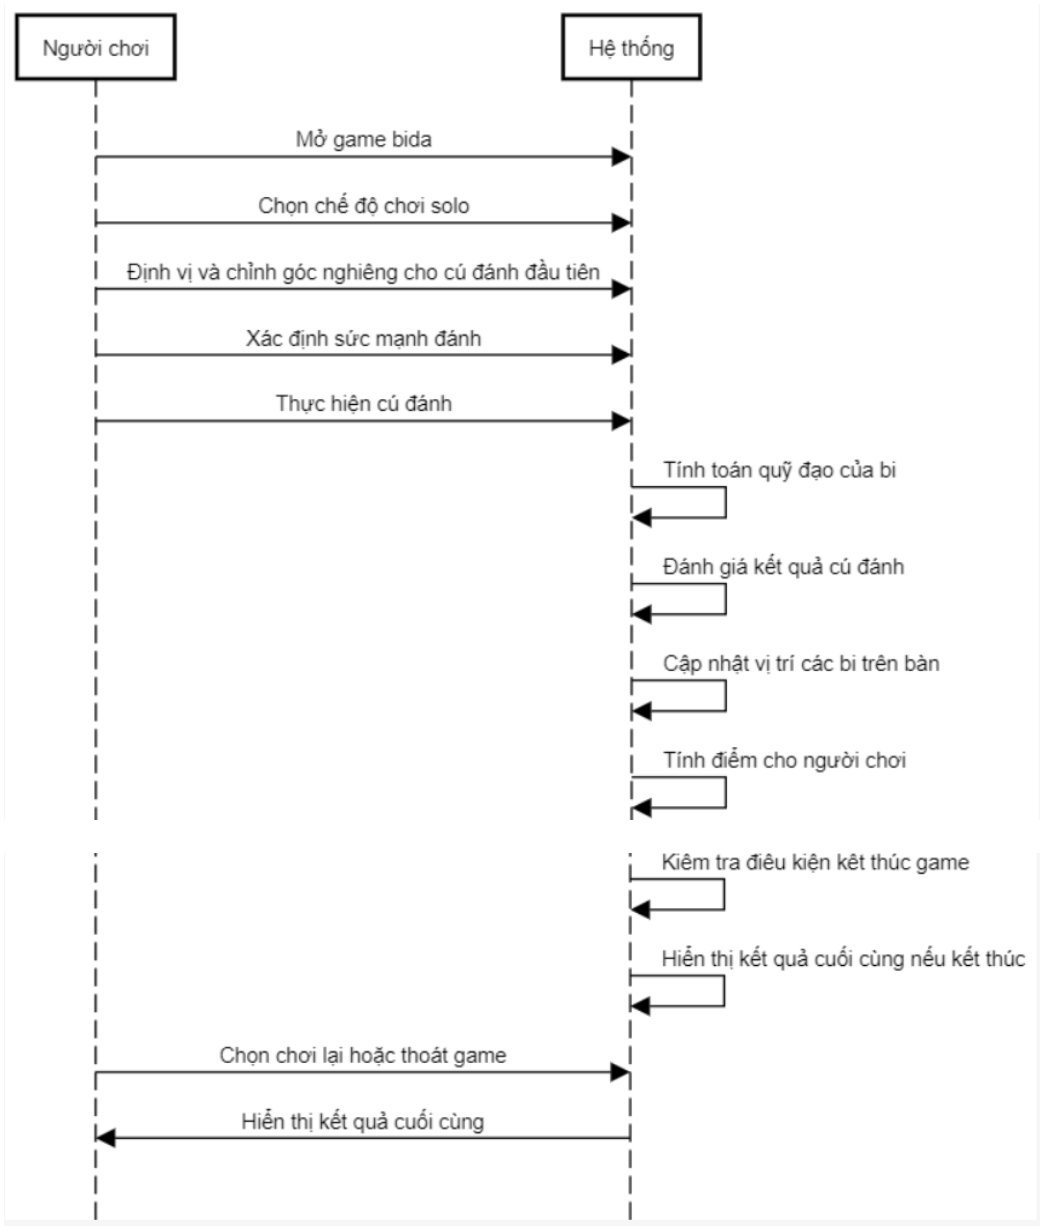 Người chơi
Hệ thống
Mở game bida
Chọn chế độ chơi solo
Định vị và chỉnh góc nghiêng cho cú đánh đầu tiên
Xác định sức mạnh đánh
Thực hiện cú đánh
Tính toán quỹ đạo của bi
Đánh giá kết quả cú đánh
Cập nhật vị trí các bi trên bàn
Tính điểm cho người chơi
Kiêm tra điêu kiện kêt thúc game
Hiển thị kết quả cuối cùng nếu kết thúc
Chọn chơi lại hoặc thoát game
Hiển thị kết quả cuối cùng